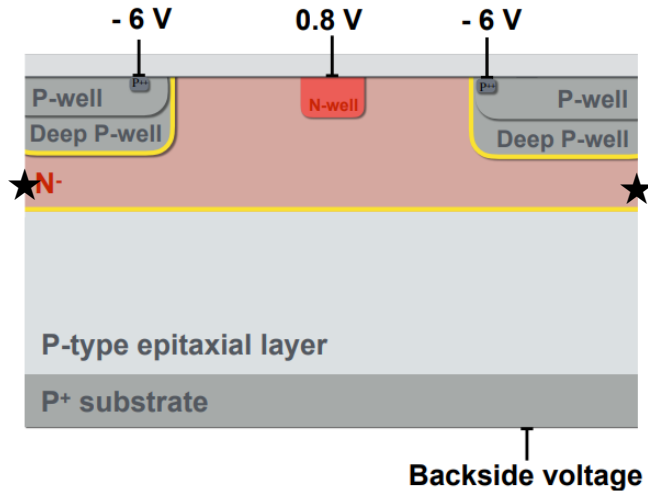 - 6 V 0.8 V - 6 V
P++ P++
P-well N-well P-well
Deep P-well Deep P-well
N-
P-type epitaxial layer
P+ substrate
Backside voltage